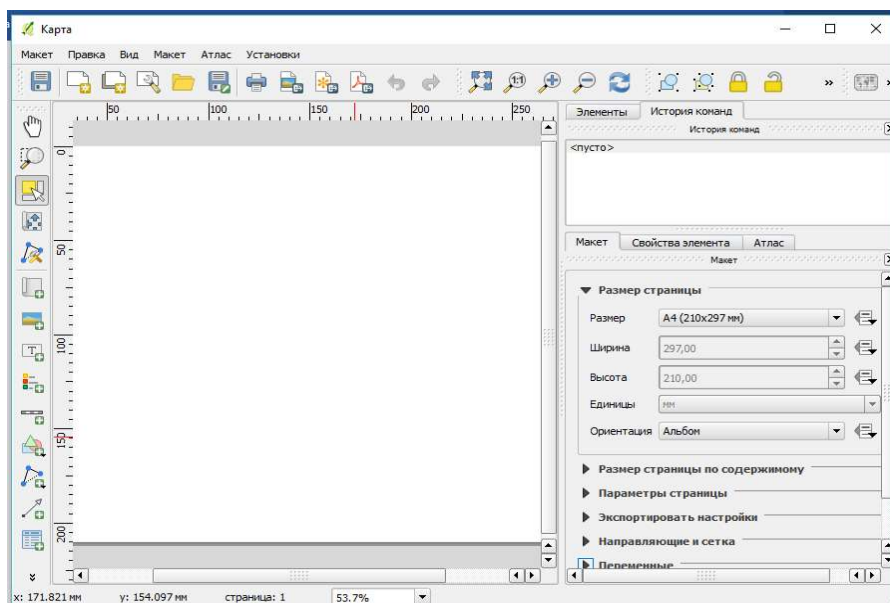 Карта
Макет Правка Вид Макет Атлас Установки
1:1 » »
50 100 150 200 250
0
50
100
150
200
Элементы История команд
История команд
<пусто>
Макет Свойства элемента Атлас
Макет
Размер страницы
Размер A4 (210x297 мм)
Ширина 297,00
Высота 210,00
Единицы мм
Ориентация Альбом
Размер страницы по содержимому
Параметры страницы
Экспортировать настройки
Направляющие и сетка
Переменные
x: 171.821 мм y: 154.097 мм страница: 1 53.7%